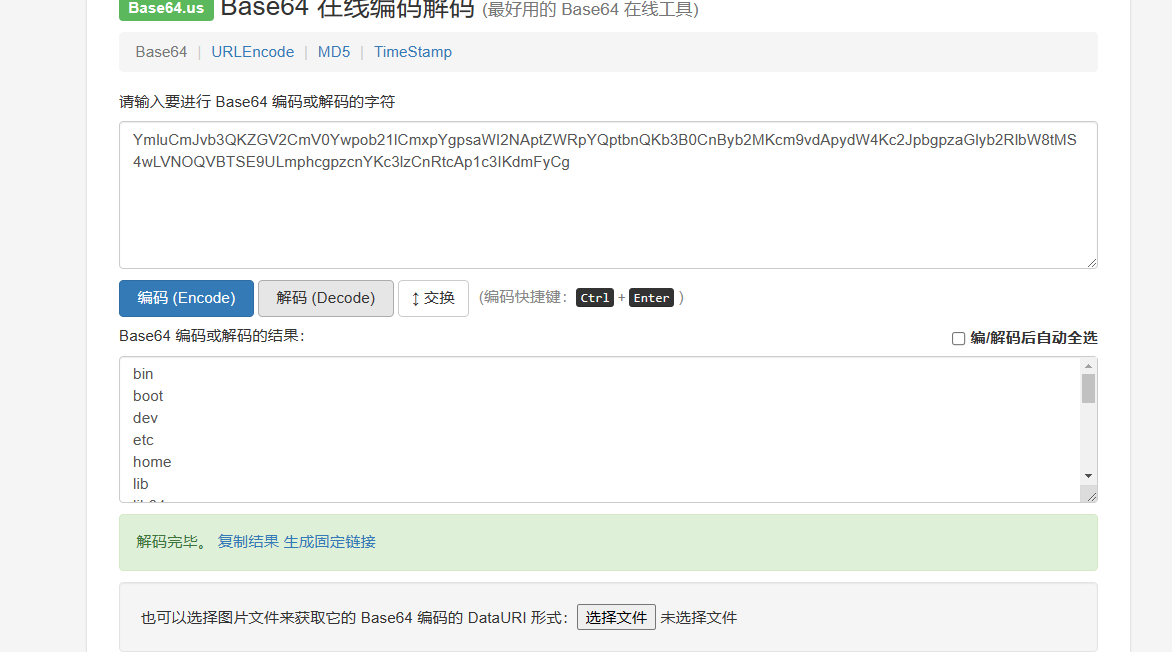 Base64.us Base64 在线编码解码 (最好用的 Base64 在线工具)
Base64 | URLEncode | MD5 | TimeStamp
请输入要进行 Base64 编码或解码的字符
YmluCmJvb3QKZGV2CmV0Ywpob21lCmxpYgpsaWI2NAptZWRpYQptbnQKb3B0CnByb2MKcm9vdApydW4Kc2JpbgpzaGlyb2RlbW8tMS
4wLVNOQVBTSE9ULmphcgpzcnYKc3lzCnRtcAp1c3IKdmFyCg
编码 (Encode) 解码 (Decode) ↕ 交换 (编码快捷键： Ctrl + Enter )
Base64 编码或解码的结果： 编/解码后自动全选
bin
boot
dev
etc
home
lib
解码完毕。 复制结果 生成固定链接
也可以选择图片文件来获取它的 Base64 编码的 DataURI 形式： 选择文件 未选择文件